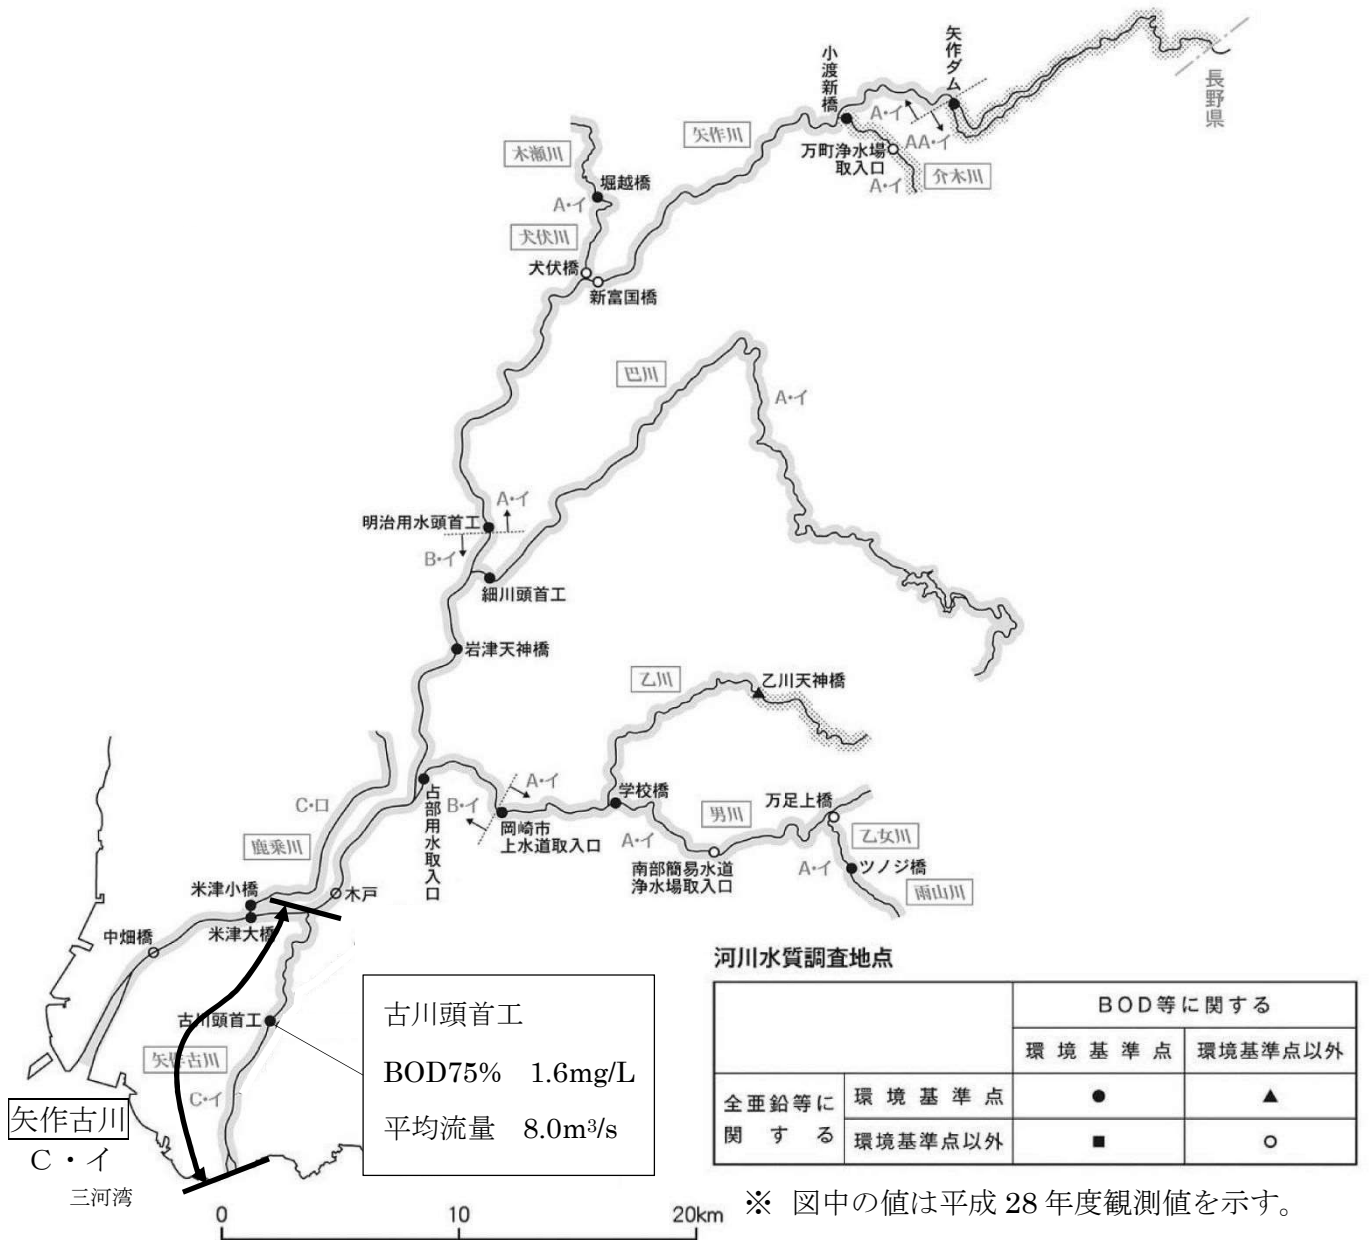 長野県
矢作ダム
小渡新橋
A・イ
AA・イ
矢作川
万町浄水場
取入口
A・イ
介木川
木瀬川
堀越橋
A・イ
犬伏川
犬伏橋
新富国橋
巴川
A・イ
A・イ
明治用水頭首工
B・イ
細川頭首工
岩津天神橋
乙川
乙川天神橋
A・イ
C・ロ
B・イ
学校橋
万足上橋
占部用水取入口
岡崎市
上水道取入口
男川
鹿乗川
A・イ
乙女川
南部簡易水道
浄水場取入口
A・イ
ツノジ橋
雨山川
米津小橋
木戸
米津大橋
中畑橋
古川頭首工
矢作古川
C・イ
古川頭首工
BOD75% 1.6mg/L
平均流量 8.0m³/s
矢作古川
C・イ
三河湾
0 10 20km
河川水質調査地点
BOD等に関する
環境基準点 環境基準点以外
全亜鉛等に
関する
環境基準点 ● ▲
環境基準点以外 ■ ○
※ 図中の値は平成 28 年度観測値を示す。